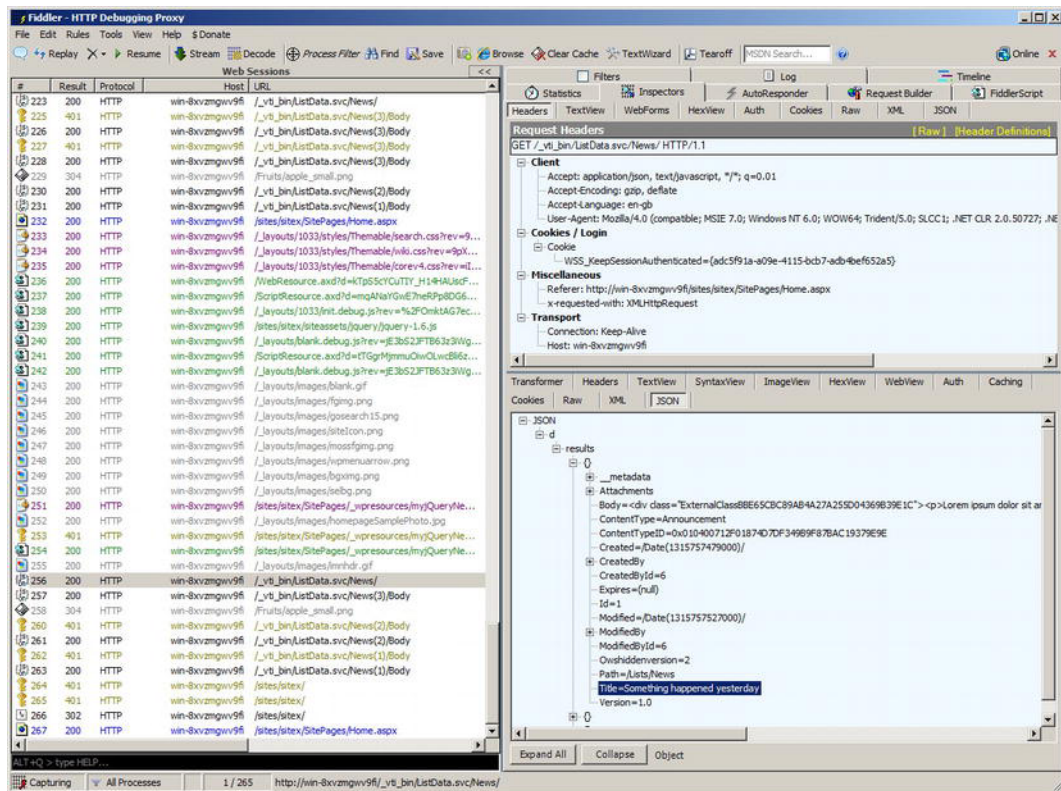 Fiddler - HTTP Debugging Proxy
File Edit Rules Tools View Help $ Donate
Replay X Resume Stream Decode Process Filter Find Save Browse Clear Cache TextWizard Tearoff MSDN Search... Online
Web Sessions <<
# Result Protocol Host URL
223 200 HTTP win-8xvzmgwv9fi /_vti_bin/ListData.svc/News/
225 401 HTTP win-8xvzmgwv9fi /_vti_bin/ListData.svc/News(3)/Body
226 200 HTTP win-8xvzmgwv9fi /_vti_bin/ListData.svc/News(3)/Body
227 401 HTTP win-8xvzmgwv9fi /_vti_bin/ListData.svc/News(3)/Body
228 200 HTTP win-8xvzmgwv9fi /_vti_bin/ListData.svc/News(3)/Body
229 304 HTTP win-8xvzmgwv9fi /Fruits/apple_small.png
230 200 HTTP win-8xvzmgwv9fi /_vti_bin/ListData.svc/News(2)/Body
231 200 HTTP win-8xvzmgwv9fi /_vti_bin/ListData.svc/News(1)/Body
232 200 HTTP win-8xvzmgwv9fi /sites/sitex/SitePages/Home.aspx
233 200 HTTP win-8xvzmgwv9fi /_layouts/1033/styles/Themable/search.css?rev=9...
234 200 HTTP win-8xvzmgwv9fi /_layouts/1033/styles/Themable/wiki.css?rev=9pX...
235 200 HTTP win-8xvzmgwv9fi /_layouts/1033/styles/Themable/corev4.css?rev=iI...
236 200 HTTP win-8xvzmgwv9fi /WebResource.axd?d=kTpS5cYCuTIY_H14HAUscF...
237 200 HTTP win-8xvzmgwv9fi /ScriptResource.axd?d=mqANaYGwE7heRPp8DG6...
238 200 HTTP win-8xvzmgwv9fi /_layouts/1033/init.debug.js?rev=%2FOmktAG7ec...
239 200 HTTP win-8xvzmgwv9fi /sites/sitex/siteassets/jquery/jquery-1.6.js
240 200 HTTP win-8xvzmgwv9fi /_layouts/blank.debug.js?rev=jE3bS2JFTB63z3iWg...
241 200 HTTP win-8xvzmgwv9fi /ScriptResource.axd?d=tTGgrMjmmuOiwOLwcBli6z...
242 200 HTTP win-8xvzmgwv9fi /_layouts/blank.debug.js?rev=jE3bS2JFTB63z3iWg...
243 200 HTTP win-8xvzmgwv9fi /_layouts/images/blank.gif
244 200 HTTP win-8xvzmgwv9fi /_layouts/images/fgimg.png
245 200 HTTP win-8xvzmgwv9fi /_layouts/images/gosearch15.png
246 200 HTTP win-8xvzmgwv9fi /_layouts/images/siteIcon.png
247 200 HTTP win-8xvzmgwv9fi /_layouts/images/mossfgimg.png
248 200 HTTP win-8xvzmgwv9fi /_layouts/images/wpmenuarrow.png
249 200 HTTP win-8xvzmgwv9fi /_layouts/images/bgximg.png
250 200 HTTP win-8xvzmgwv9fi /_layouts/images/selbg.png
251 200 HTTP win-8xvzmgwv9fi /sites/sitex/SitePages/_wpresources/myjQueryNe...
252 200 HTTP win-8xvzmgwv9fi /_layouts/images/homepageSamplePhoto.jpg
253 401 HTTP win-8xvzmgwv9fi /sites/sitex/SitePages/_wpresources/myjQueryNe...
254 200 HTTP win-8xvzmgwv9fi /sites/sitex/SitePages/_wpresources/myjQueryNe...
255 200 HTTP win-8xvzmgwv9fi /_layouts/images/mnhdr.gif
256 200 HTTP win-8xvzmgwv9fi /_vti_bin/ListData.svc/News/
257 200 HTTP win-8xvzmgwv9fi /_vti_bin/ListData.svc/News(3)/Body
258 304 HTTP win-8xvzmgwv9fi /Fruits/apple_small.png
260 401 HTTP win-8xvzmgwv9fi /_vti_bin/ListData.svc/News(2)/Body
261 200 HTTP win-8xvzmgwv9fi /_vti_bin/ListData.svc/News(2)/Body
262 401 HTTP win-8xvzmgwv9fi /_vti_bin/ListData.svc/News(1)/Body
263 200 HTTP win-8xvzmgwv9fi /_vti_bin/ListData.svc/News(1)/Body
264 401 HTTP win-8xvzmgwv9fi /sites/sitex/
265 401 HTTP win-8xvzmgwv9fi /sites/sitex/
266 302 HTTP win-8xvzmgwv9fi /sites/sitex/
267 200 HTTP win-8xvzmgwv9fi /sites/sitex/SitePages/Home.aspx
ALT+Q > type HELP...
Filters Log Timeline
Statistics Inspectors AutoResponder Request Builder FiddlerScript
Headers TextView WebForms HexView Auth Cookies Raw XML JSON
Request Headers [ Raw ] [Header Definitions]
GET /_vti_bin/ListData.svc/News/ HTTP/1.1
Client
Accept: application/json, text/javascript, */*; q=0.01
Accept-Encoding: gzip, deflate
Accept-Language: en-gb
User-Agent: Mozilla/4.0 (compatible; MSIE 7.0; Windows NT 6.0; WOW64; Trident/5.0; SLCC1; .NET CLR 2.0.50727; .NE
Cookies / Login
Cookie
WSS_KeepSessionAuthenticated={adc5f91a-a09e-4115-bcb7-adb4bef652a5}
Miscellaneous
Referer: http://win-8xvzmgwv9fi/sites/sitex/SitePages/Home.aspx
x-requested-with: XMLHttpRequest
Transport
Connection: Keep-Alive
Host: win-8xvzmgwv9fi
Transformer Headers TextView SyntaxView ImageView HexView WebView Auth Caching
Cookies Raw XML JSON
JSON
d
results
{}
__metadata
Attachments
Body=<div class="ExternalClassBBE65CBC89AB4A27A255D04369B39E1C"><p>Lorem ipsum dolor sit ar
ContentType=Announcement
ContentTypeID=0x010400712F01874D7DF349B9F87BAC19379E9E
Created=/Date(1315757479000)/
CreatedBy
CreatedById=6
Expires=(null)
Id=1
Modified=/Date(1315757527000)/
ModifiedBy
ModifiedById=6
Owshiddenversion=2
Path=/Lists/News
Title=Something happened yesterday
Version=1.0
{}
Expand All Collapse Object
Capturing All Processes 1 / 265 http://win-8xvzmgwv9fi/_vti_bin/ListData.svc/News/